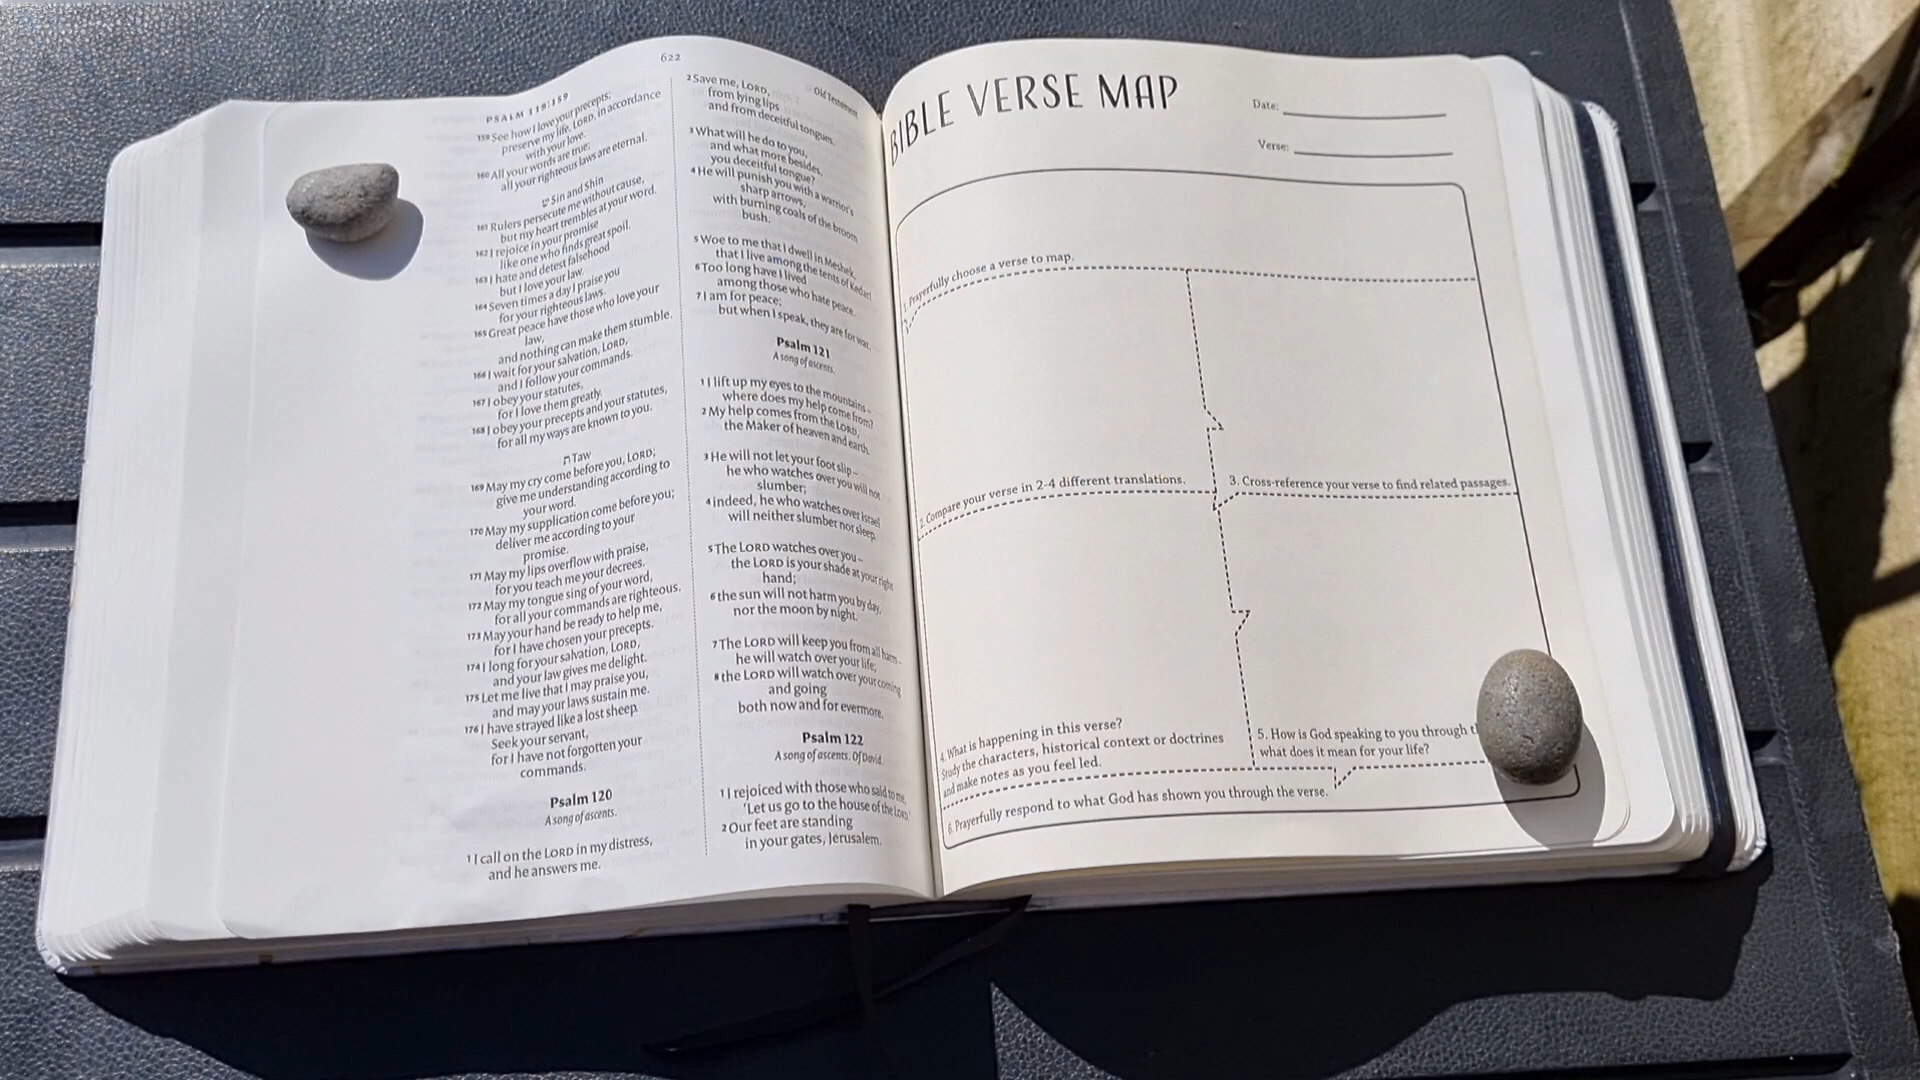 622
PSALM 119:159
159 See how I love your precepts;
preserve my life, LORD, in accordance
with your love.
160 All your words are true;
all your righteous laws are eternal.
ש Sin and Shin
161 Rulers persecute me without cause,
but my heart trembles at your word.
162 I rejoice in your promise
like one who finds great spoil.
163 I hate and detest falsehood
but I love your law.
164 Seven times a day I praise you
for your righteous laws.
165 Great peace have those who love your
law,
and nothing can make them stumble.
166 I wait for your salvation, LORD,
and I follow your commands.
167 I obey your statutes,
for I love them greatly.
168 I obey your precepts and your statutes,
for all my ways are known to you.
ת Taw
169 May my cry come before you, LORD;
give me understanding according to
your word.
170 May my supplication come before you;
deliver me according to your
promise.
171 May my lips overflow with praise,
for you teach me your decrees.
172 May my tongue sing of your word,
for all your commands are righteous.
173 May your hand be ready to help me,
for I have chosen your precepts.
174 I long for your salvation, LORD,
and your law gives me delight.
175 Let me live that I may praise you,
and may your laws sustain me.
176 I have strayed like a lost sheep.
Seek your servant,
for I have not forgotten your
commands.
Psalm 120
A song of ascents.
1 I call on the LORD in my distress,
and he answers me.
Old Testament
2 Save me, LORD,
from lying lips
and from deceitful tongues.
3 What will he do to you,
and what more besides,
you deceitful tongue?
4 He will punish you with a warrior's
sharp arrows,
with burning coals of the broom
bush.
5 Woe to me that I dwell in Meshek,
that I live among the tents of Kedar!
6 Too long have I lived
among those who hate peace.
7 I am for peace;
but when I speak, they are for war.
Psalm 121
A song of ascents.
1 I lift up my eyes to the mountains –
where does my help come from?
2 My help comes from the LORD,
the Maker of heaven and earth.
3 He will not let your foot slip –
he who watches over you will not
slumber;
4 indeed, he who watches over Israel
will neither slumber nor sleep.
5 The LORD watches over you –
the LORD is your shade at your right
hand;
6 the sun will not harm you by day,
nor the moon by night.
7 The LORD will keep you from all harm –
he will watch over your life;
8 the LORD will watch over your coming
and going
both now and for evermore.
Psalm 122
A song of ascents. Of David.
1 I rejoiced with those who said to me,
'Let us go to the house of the LORD.'
2 Our feet are standing
in your gates, Jerusalem.
BIBLE VERSE MAP
Date:
Verse:
1. Prayerfully choose a verse to map.
2. Compare your verse in 2-4 different translations.
3. Cross-reference your verse to find related passages.
4. What is happening in this verse?
Study the characters, historical context or doctrines
and make notes as you feel led.
5. How is God speaking to you through
what does it mean for your life?
6. Prayerfully respond to what God has shown you through the verse.